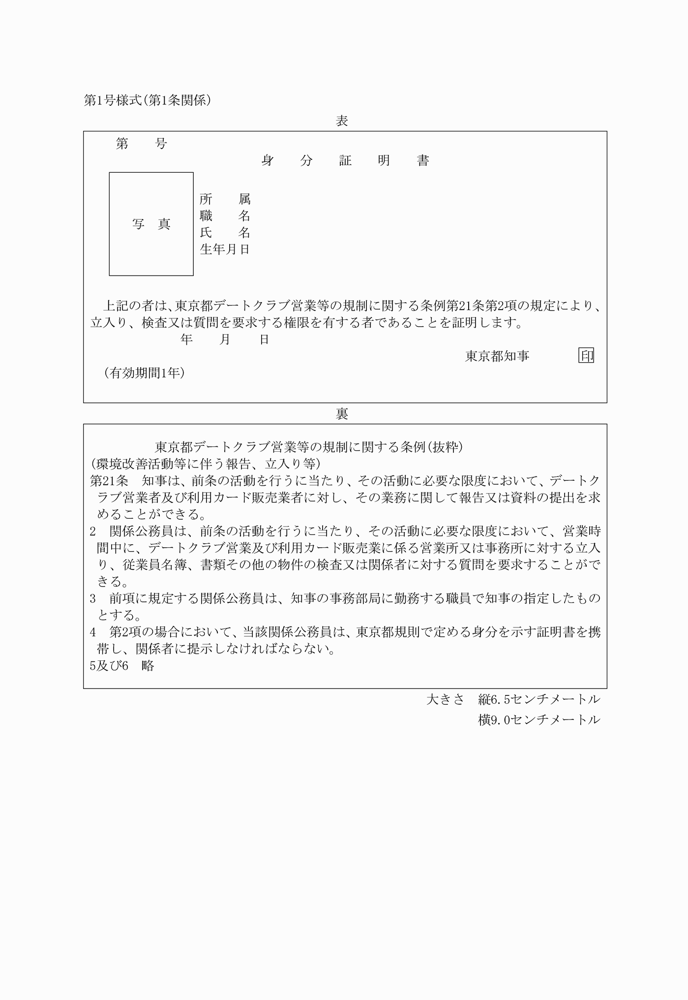 第1号様式(第1条関係)
表
第　　号
身　　分　　証　　明　　書
写　真
所　　属
職　　名
氏　　名
生年月日
上記の者は、東京都デートクラブ営業等の規制に関する条例第21条第2項の規定により、
立入り、検査又は質問を要求する権限を有する者であることを証明します。
年　　月　　日
東京都知事　　　　印
(有効期間1年)
裏
東京都デートクラブ営業等の規制に関する条例(抜粋)
(環境改善活動等に伴う報告、立入り等)
第21条　知事は、前条の活動を行うに当たり、その活動に必要な限度において、デートク
ラブ営業者及び利用カード販売業者に対し、その業務に関して報告又は資料の提出を求
めることができる。
2　関係公務員は、前条の活動を行うに当たり、その活動に必要な限度において、営業時
間中に、デートクラブ営業及び利用カード販売業に係る営業所又は事務所に対する立入
り、従業員名簿、書類その他の物件の検査又は関係者に対する質問を要求することがで
きる。
3　前項に規定する関係公務員は、知事の事務部局に勤務する職員で知事の指定したもの
とする。
4　第2項の場合において、当該関係公務員は、東京都規則で定める身分を示す証明書を携
帯し、関係者に提示しなければならない。
5及び6　略
大きさ　縦6.5センチメートル
横9.0センチメートル